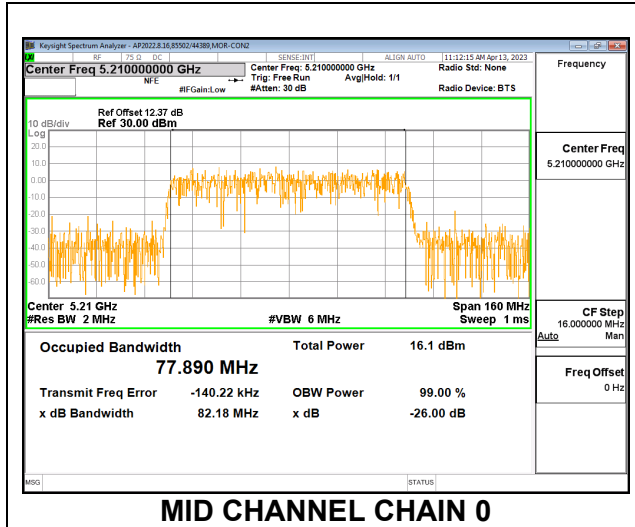 Keysight Spectrum Analyzer - AP2022.8.16,85502/44389,MOR-CON2
RF 75 Ω DC SENSE:INT ALIGN AUTO 11:12:15 AM Apr 13, 2023
Center Freq 5.210000000 GHz Center Freq: 5.210000000 GHz Radio Std: None
NFE Trig: Free Run Avg|Hold: 1/1
#IFGain:Low #Atten: 30 dB Radio Device: BTS
Frequency
Ref Offset 12.37 dB
10 dB/div Ref 30.00 dBm
Log
20.0
10.0
0.00
-10.0
-20.0
-30.0
-40.0
-50.0
-60.0
Center Freq
5.210000000 GHz
Center 5.21 GHz Span 160 MHz
#Res BW 2 MHz #VBW 6 MHz Sweep 1 ms
CF Step
16.000000 MHz
Auto Man
Occupied Bandwidth Total Power 16.1 dBm
77.890 MHz
Transmit Freq Error -140.22 kHz OBW Power 99.00 %
x dB Bandwidth 82.18 MHz x dB -26.00 dB
Freq Offset
0 Hz
MSG STATUS
MID CHANNEL CHAIN 0